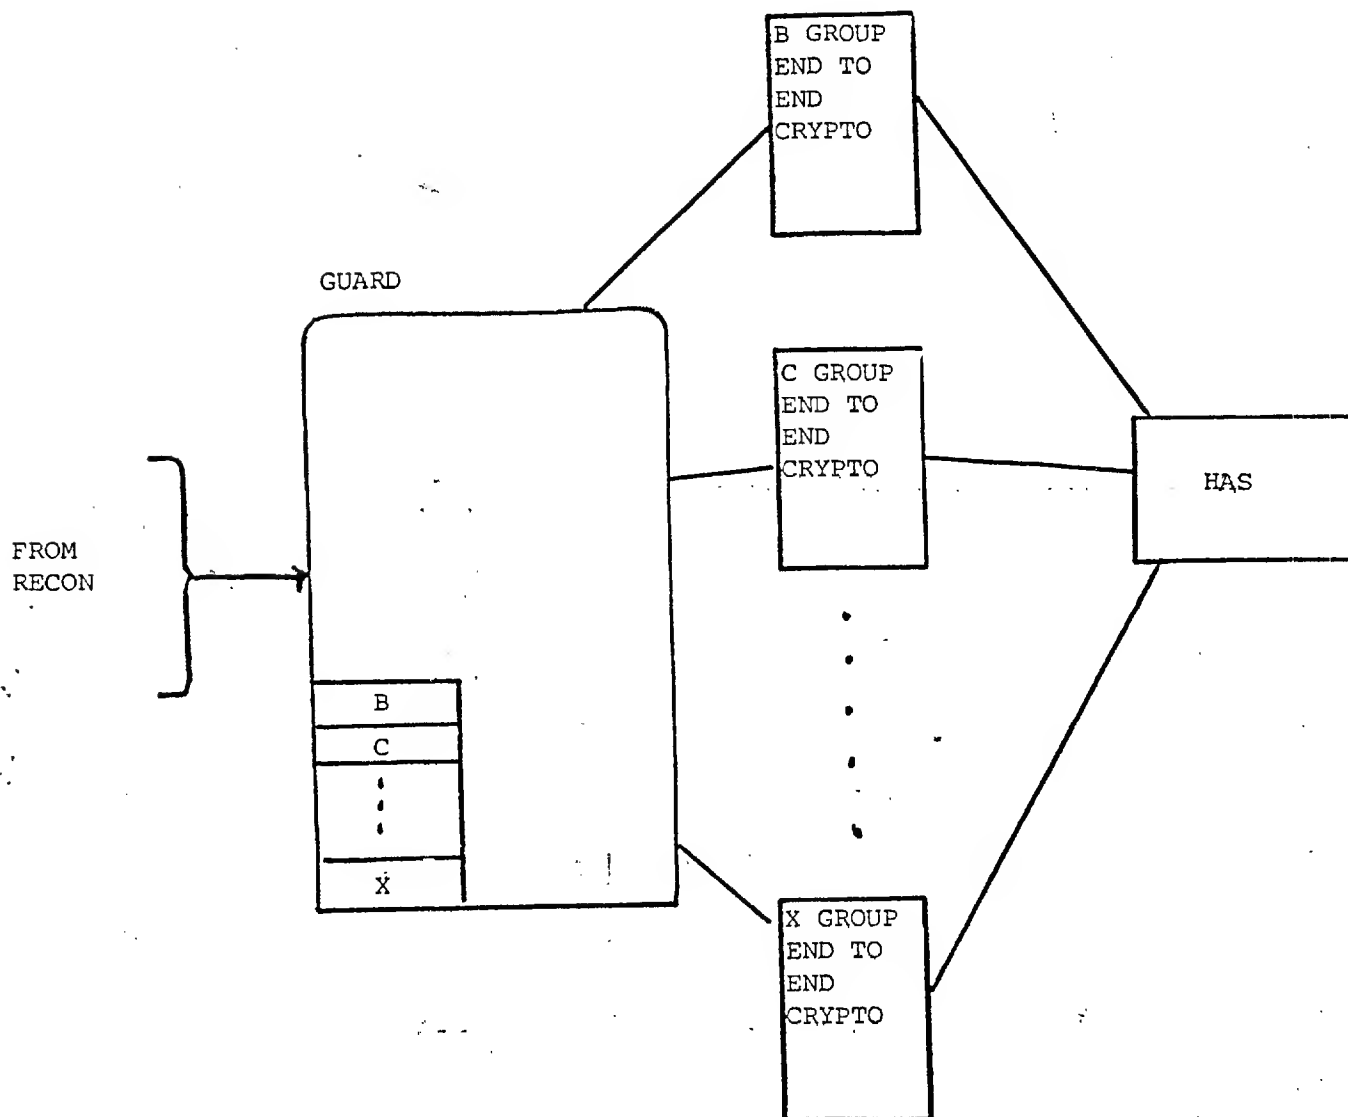 B GROUP
END TO
END
CRYPTO
GUARD
C GROUP
END TO
END
CRYPTO
HAS
FROM
RECON
B
C
X
X GROUP
END TO
END
CRYPTO